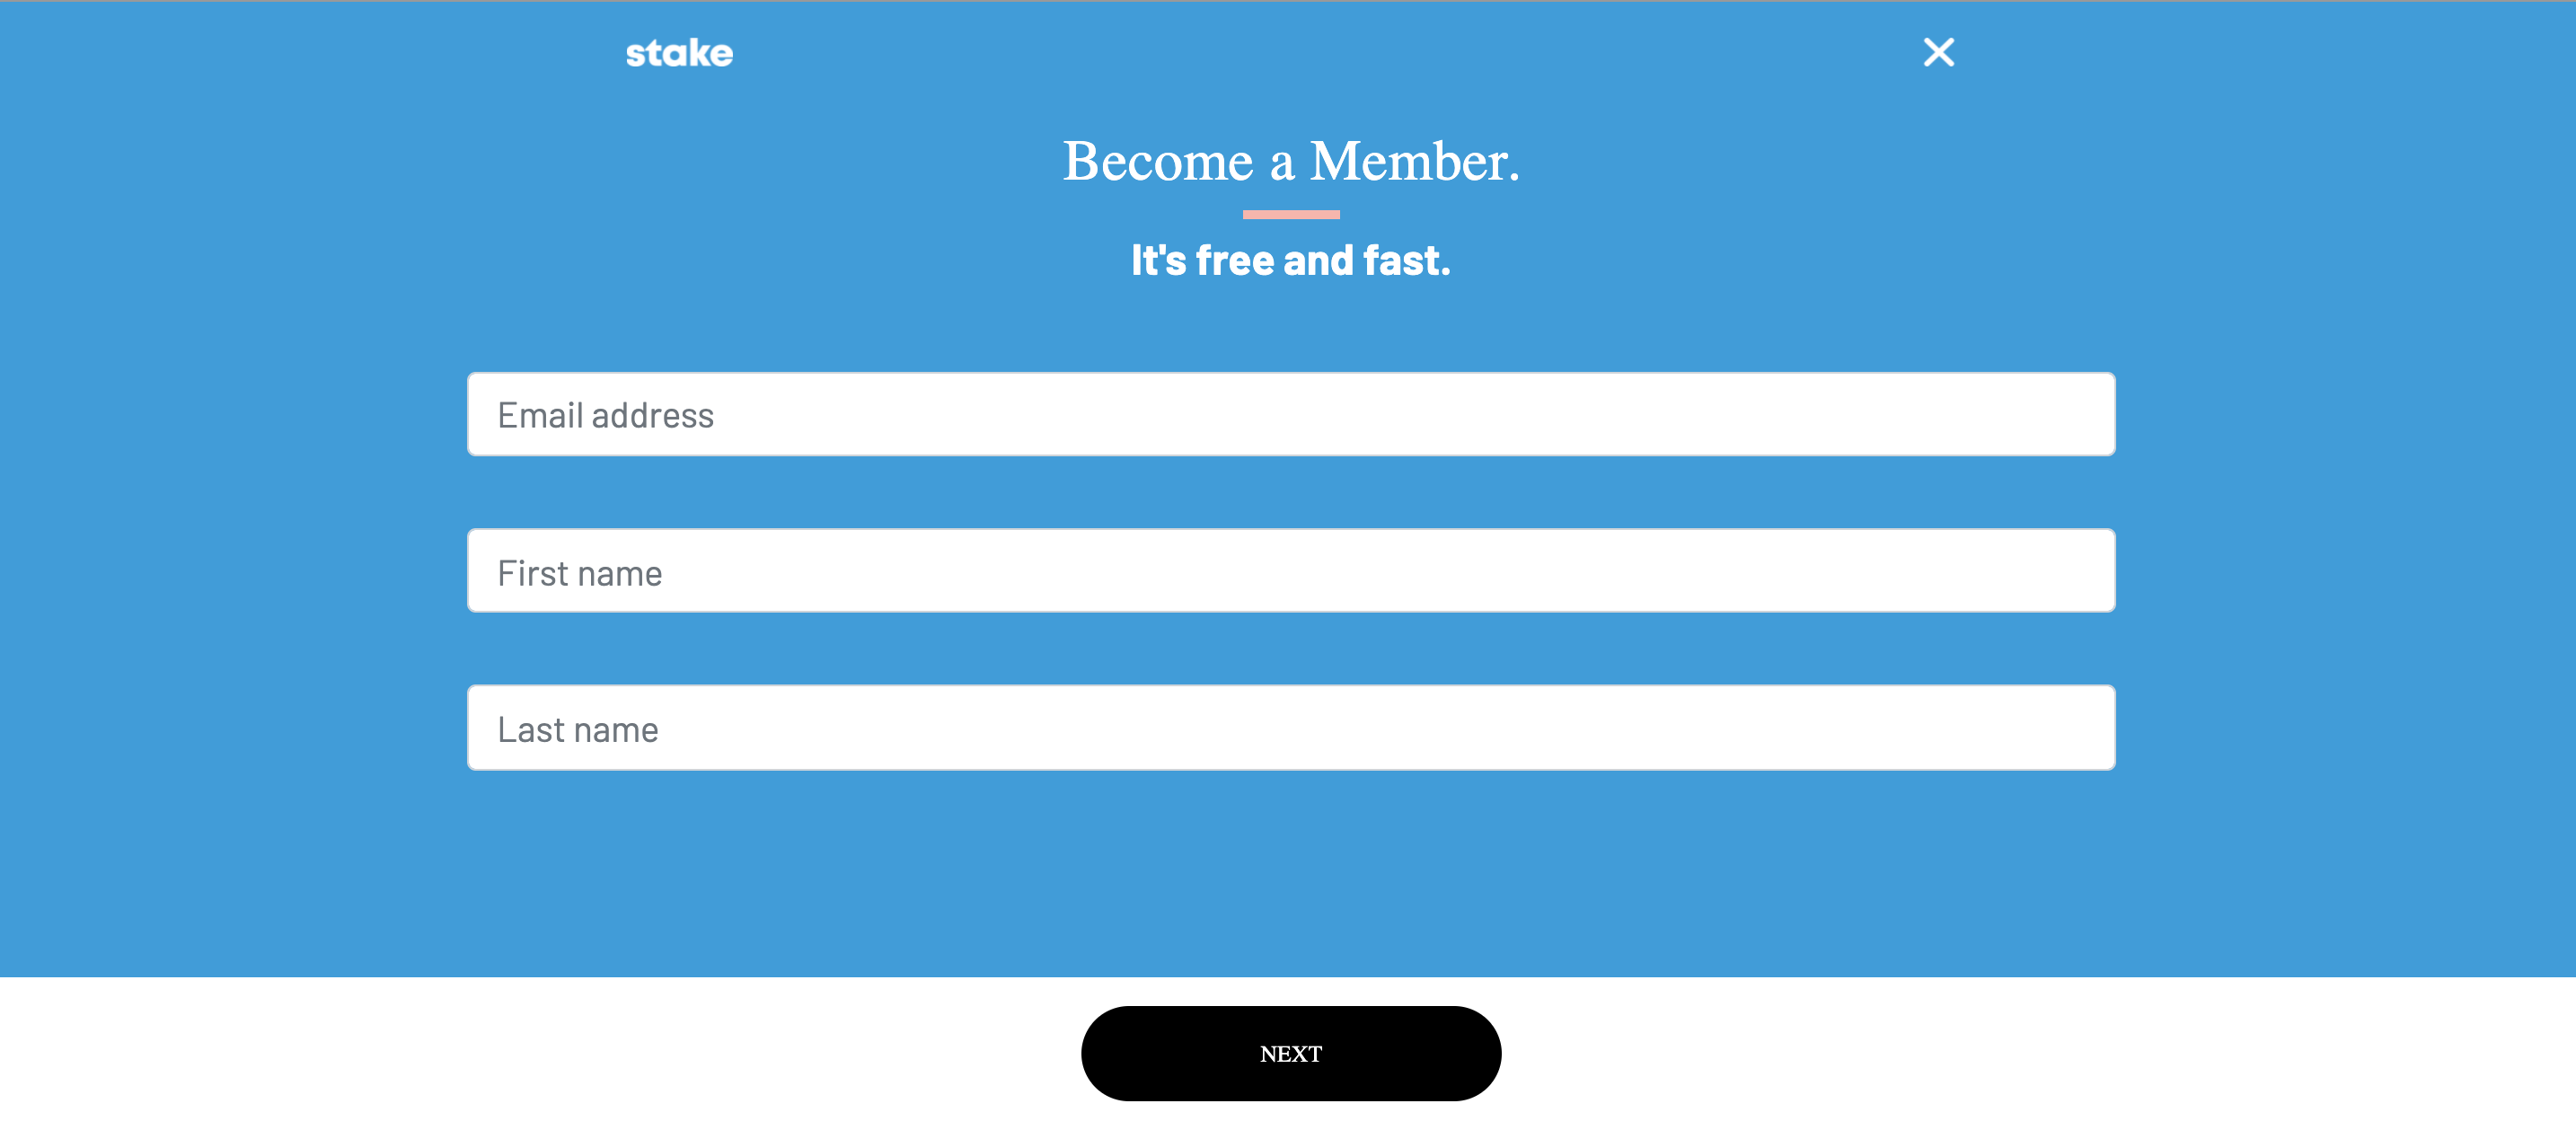 stake
Become a Member.
It's free and fast.
Email address
First name
Last name
NEXT